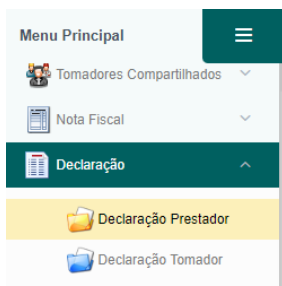 Menu Principal
Tomadores Compartilhados
Nota Fiscal
Declaração
Declaração Prestador
Declaração Tomador